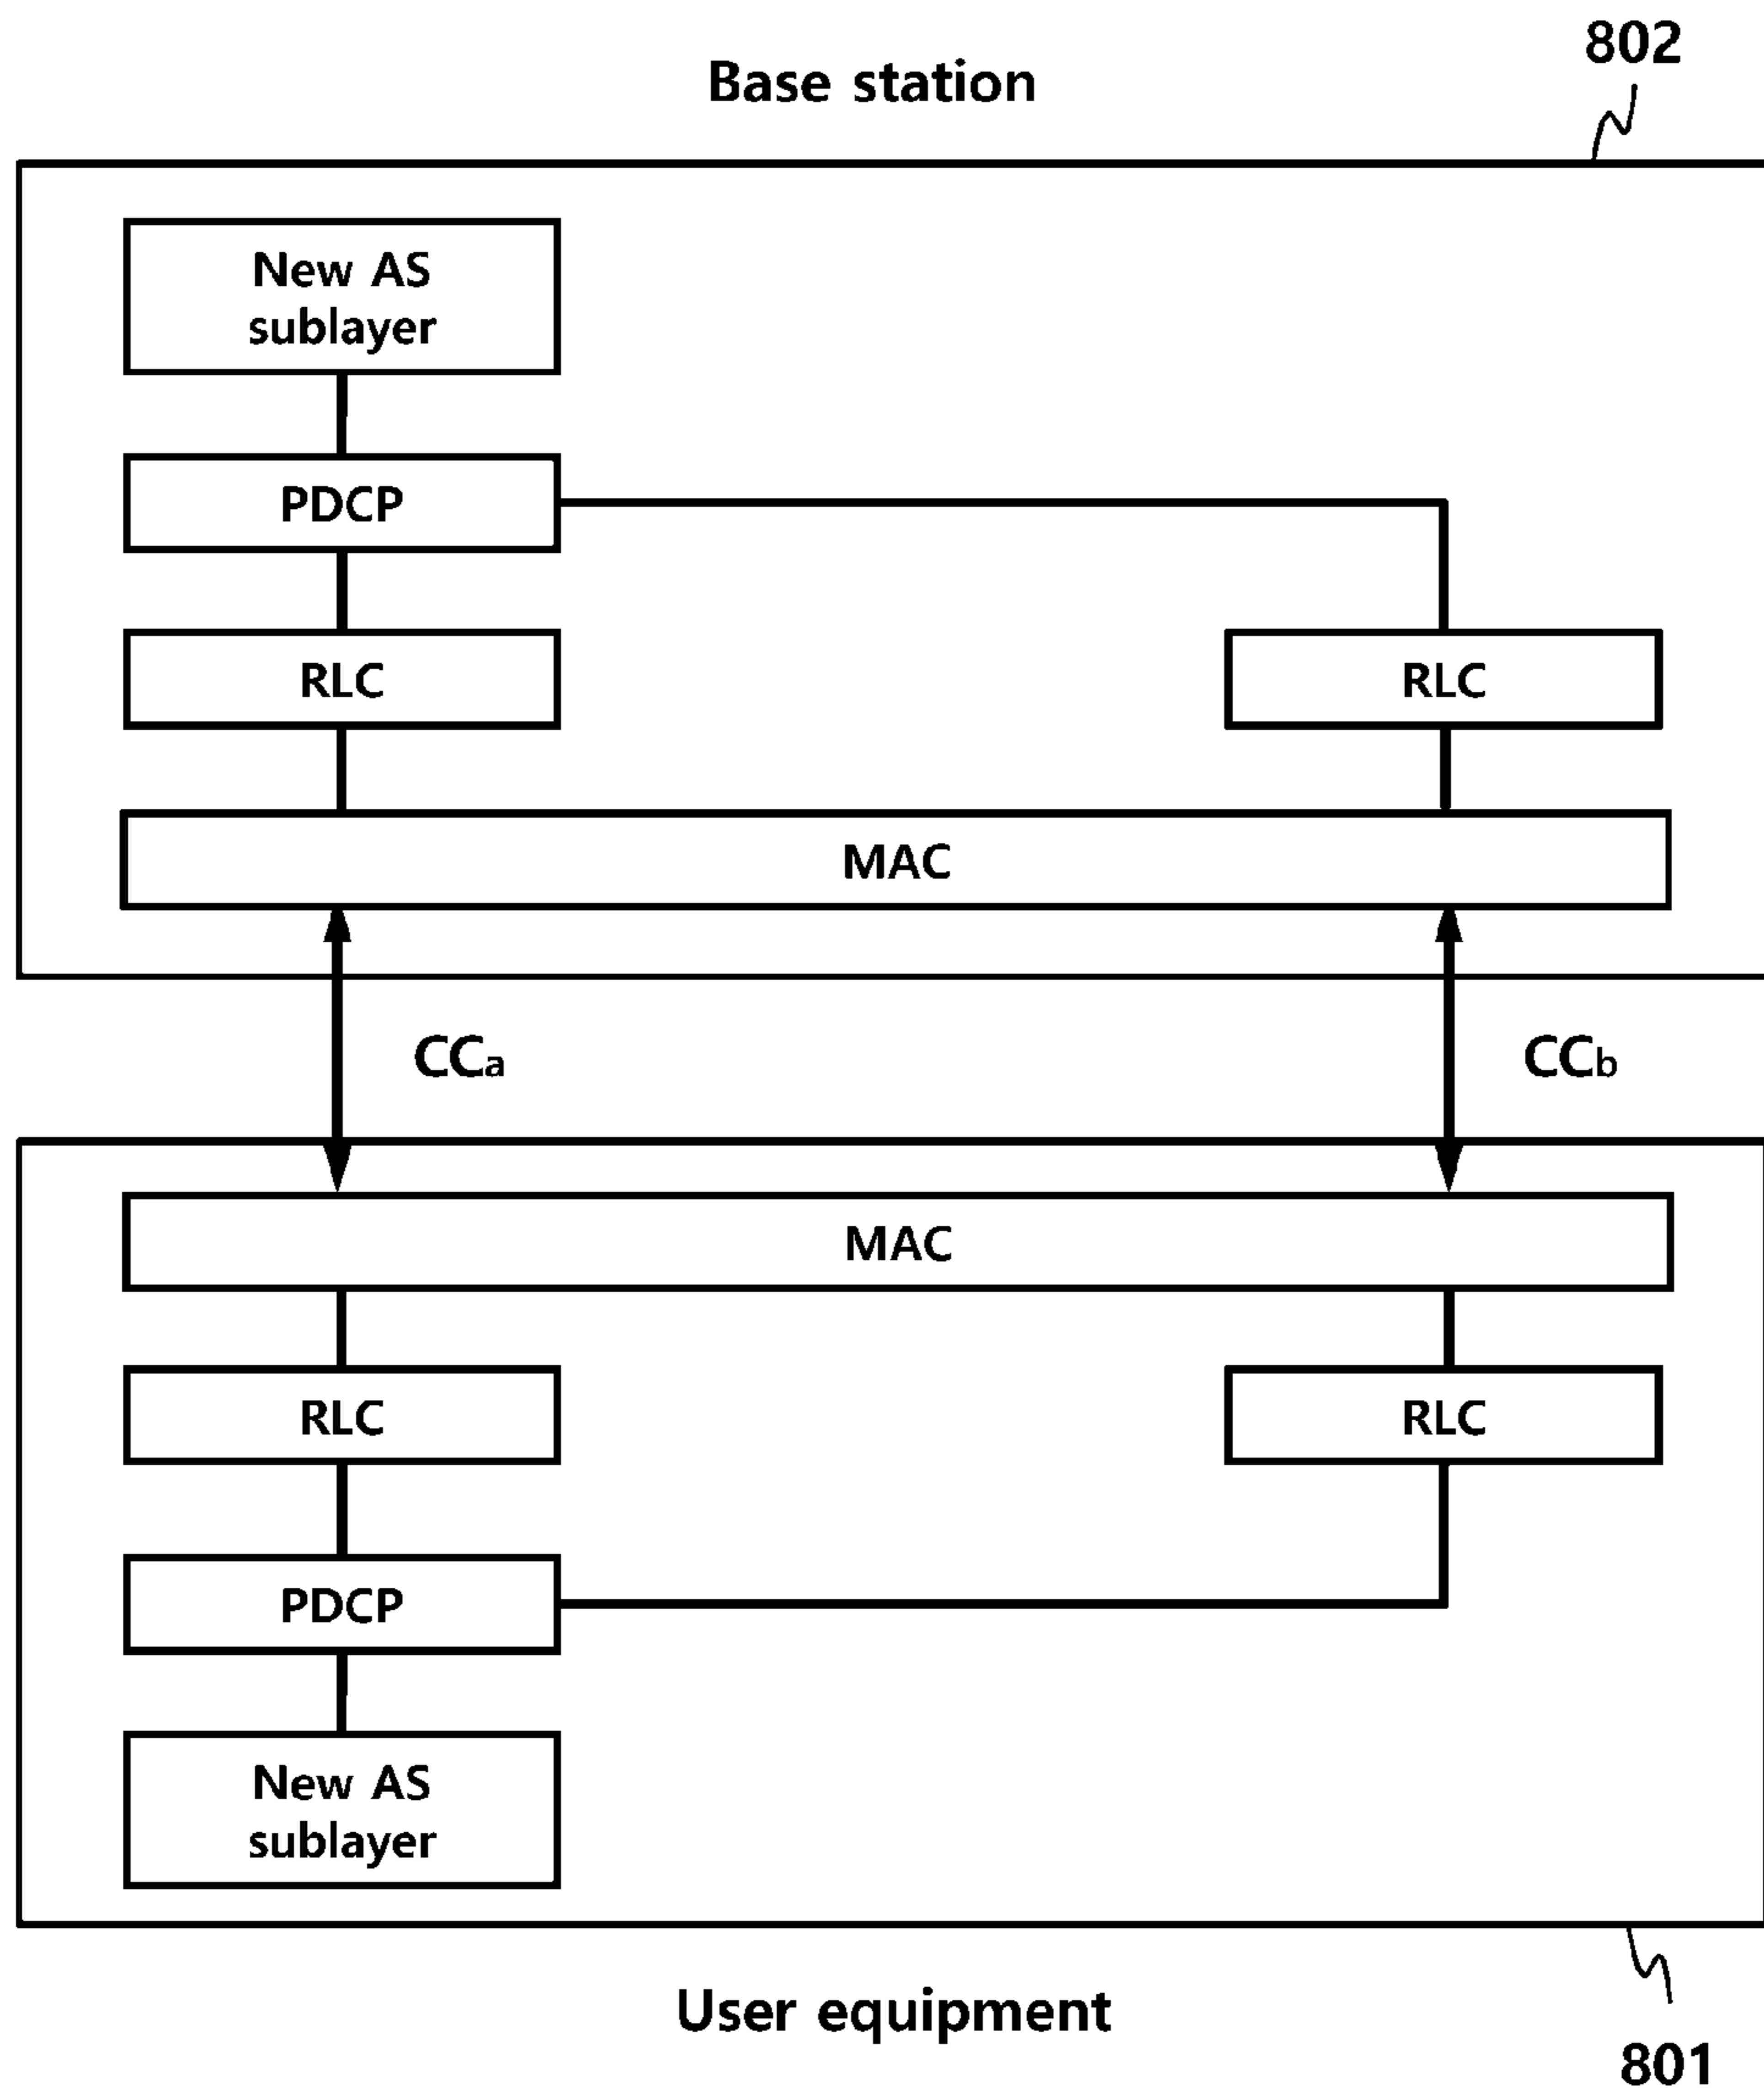 802
Base station
New AS
sublayer
PDCP
RLC
RLC
MAC
CCa
CCb
MAC
RLC
RLC
PDCP
New AS
sublayer
User equipment
801